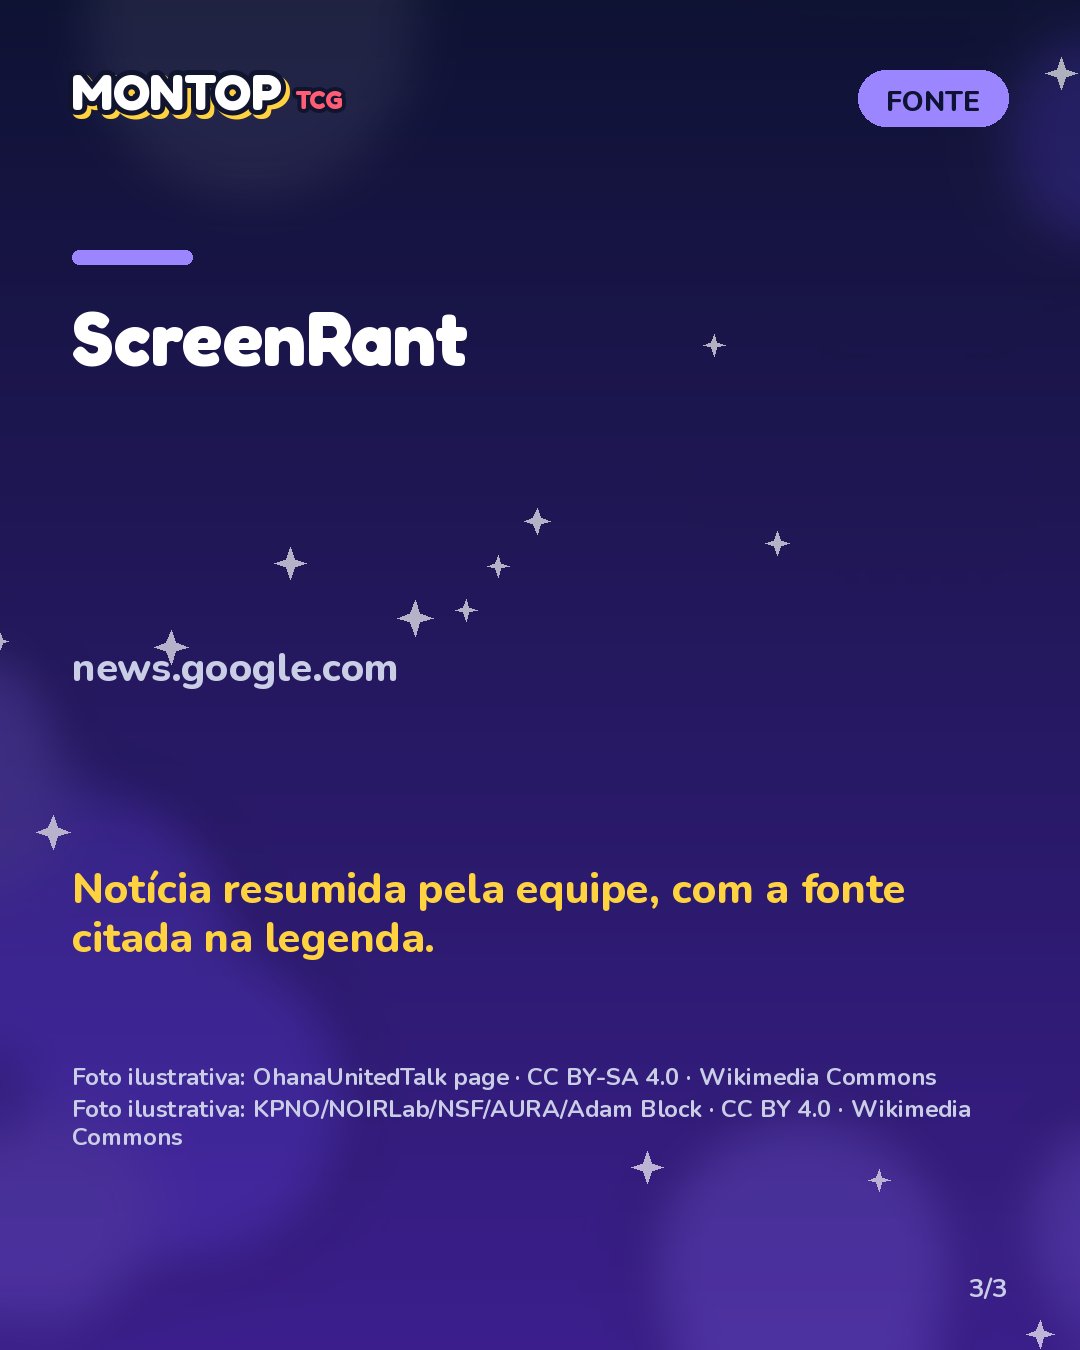 MONTOP TCG
FONTE
ScreenRant
news.google.com
Notícia resumida pela equipe, com a fonte
citada na legenda.
Foto ilustrativa: OhanaUnitedTalk page · CC BY-SA 4.0 · Wikimedia Commons
Foto ilustrativa: KPNO/NOIRLab/NSF/AURA/Adam Block · CC BY 4.0 · Wikimedia
Commons
3/3